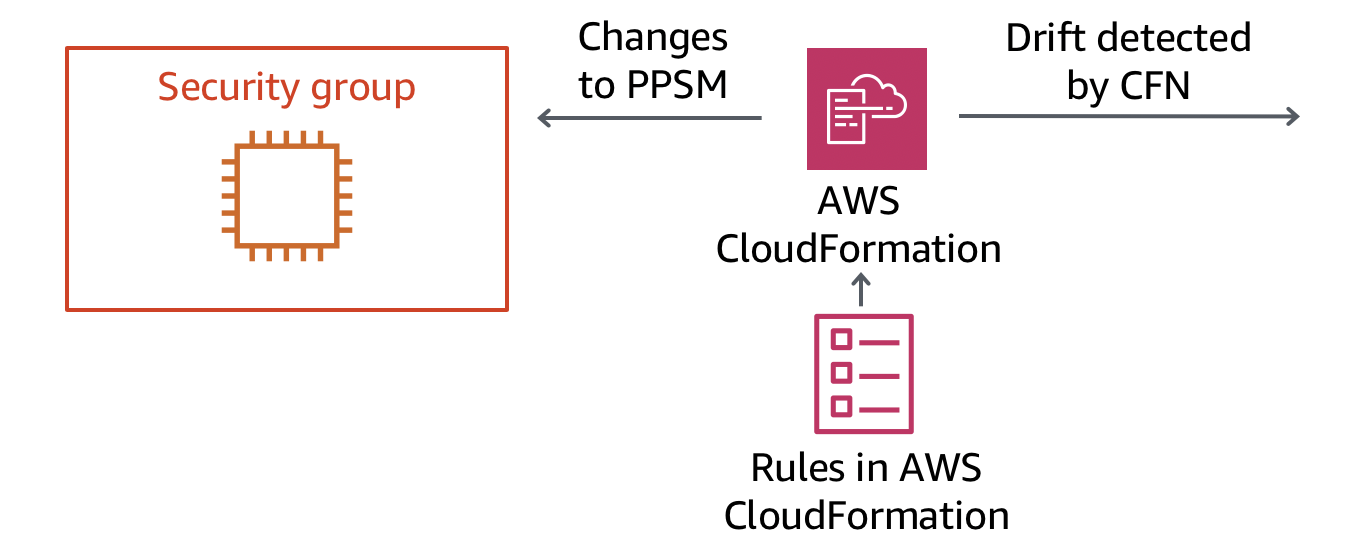 Security group
Changes
to PPSM
Drift detected
by CFN
AWS
CloudFormation
Rules in AWS
CloudFormation